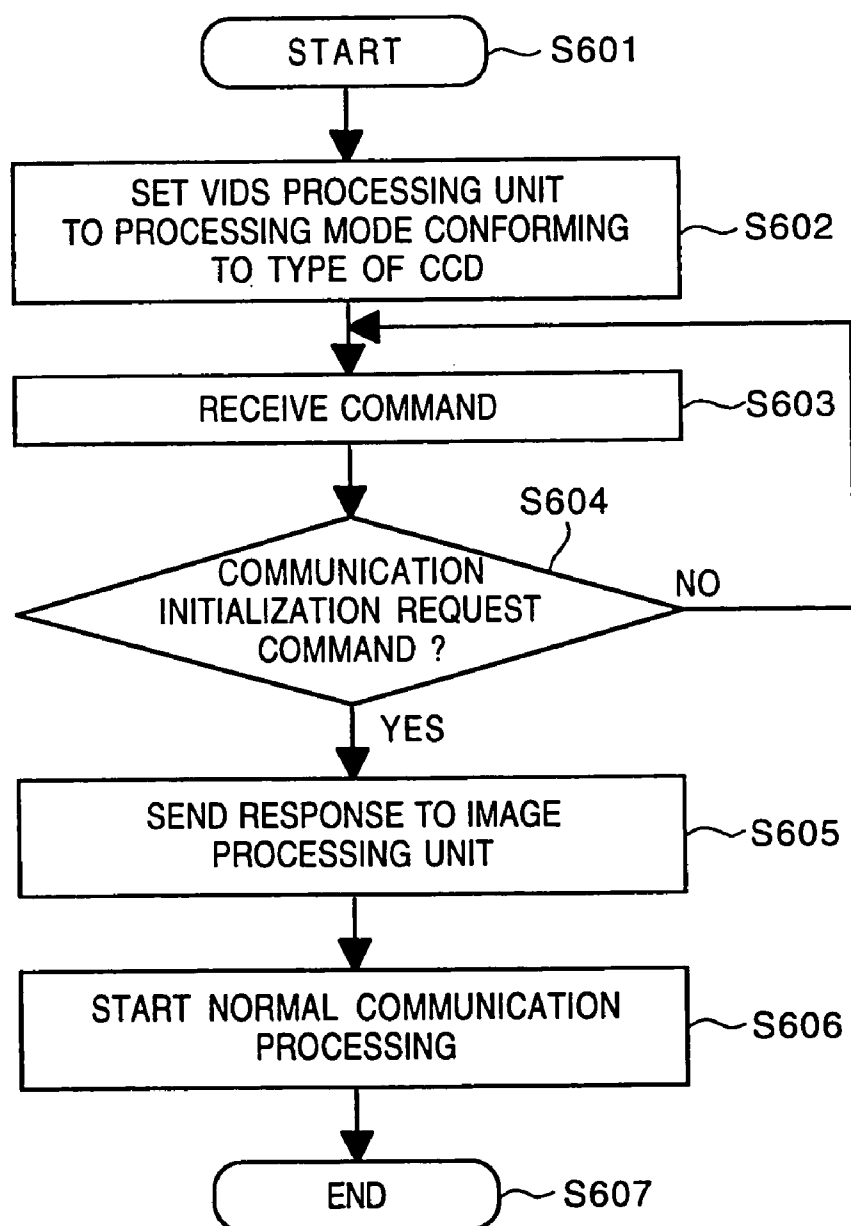 START
S601
SET VIDS PROCESSING UNIT
TO PROCESSING MODE CONFORMING
TO TYPE OF CCD
S602
RECEIVE COMMAND
S603
S604
COMMUNICATION
INITIALIZATION REQUEST
COMMAND ?
NO
YES
SEND RESPONSE TO IMAGE
PROCESSING UNIT
S605
START NORMAL COMMUNICATION
PROCESSING
S606
END
S607